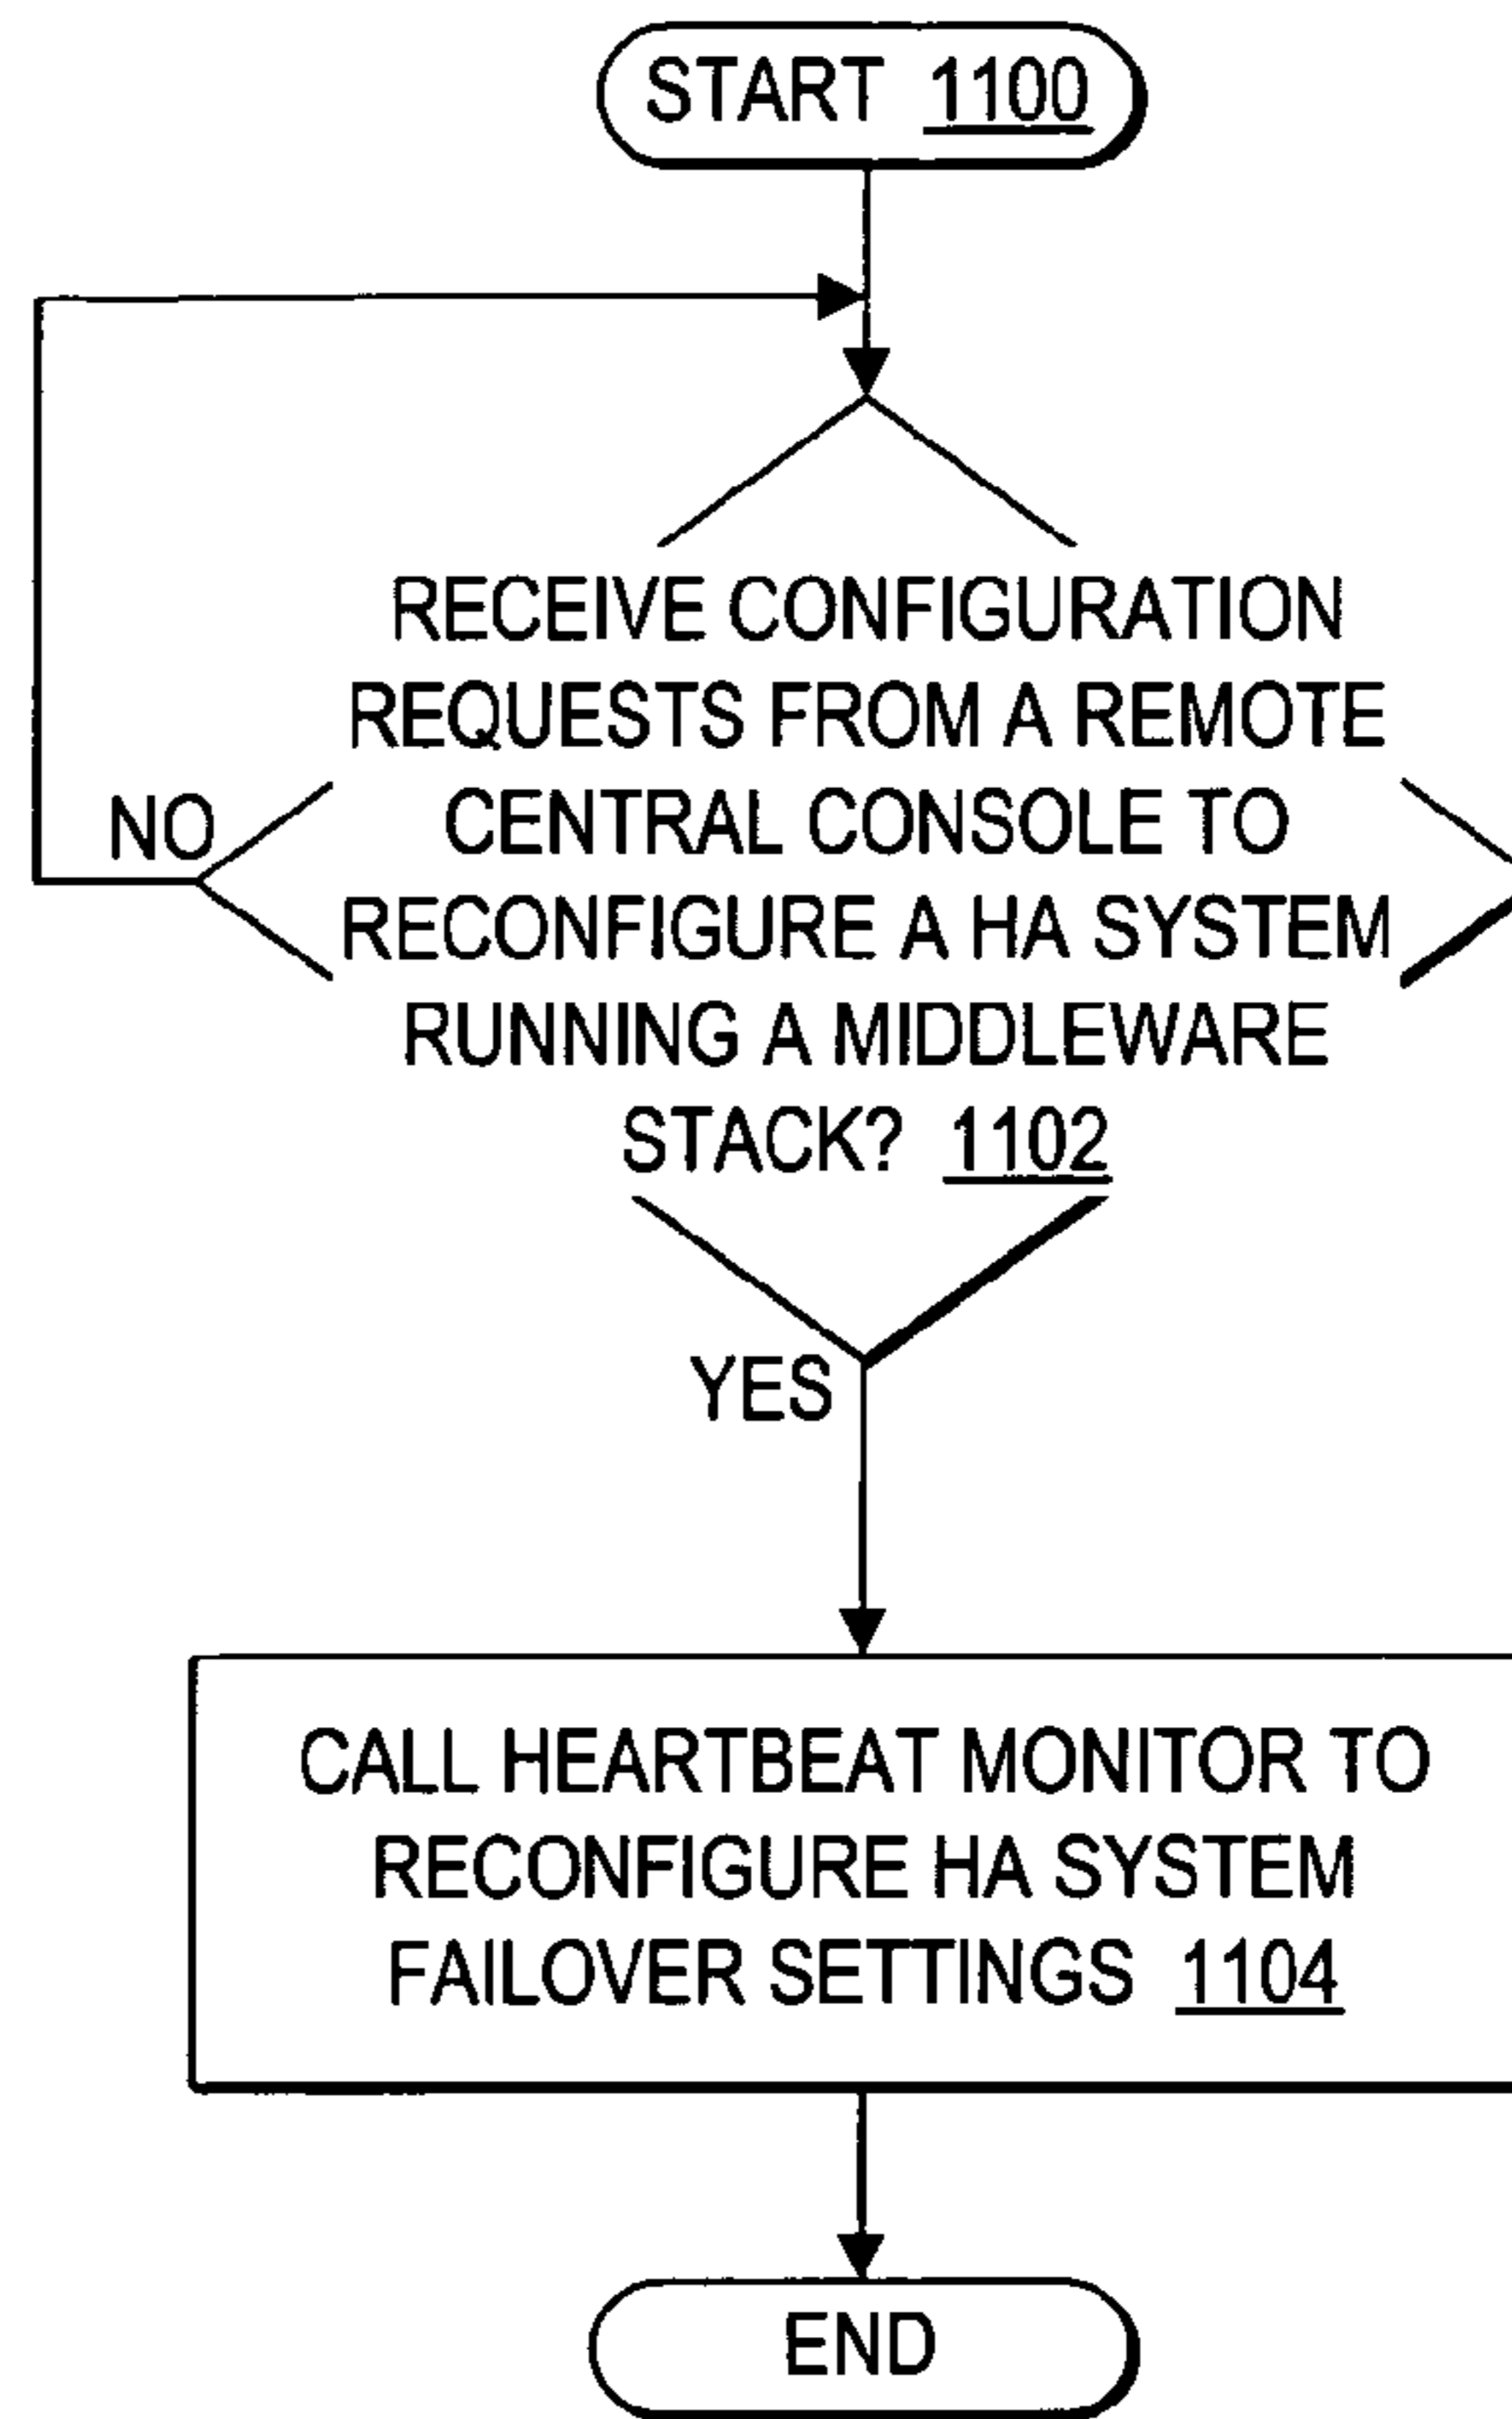 START 1100
RECEIVE CONFIGURATION
REQUESTS FROM A REMOTE
CENTRAL CONSOLE TO
RECONFIGURE A HA SYSTEM
RUNNING A MIDDLEWARE
STACK? 1102
NO
YES
CALL HEARTBEAT MONITOR TO
RECONFIGURE HA SYSTEM
FAILOVER SETTINGS 1104
END